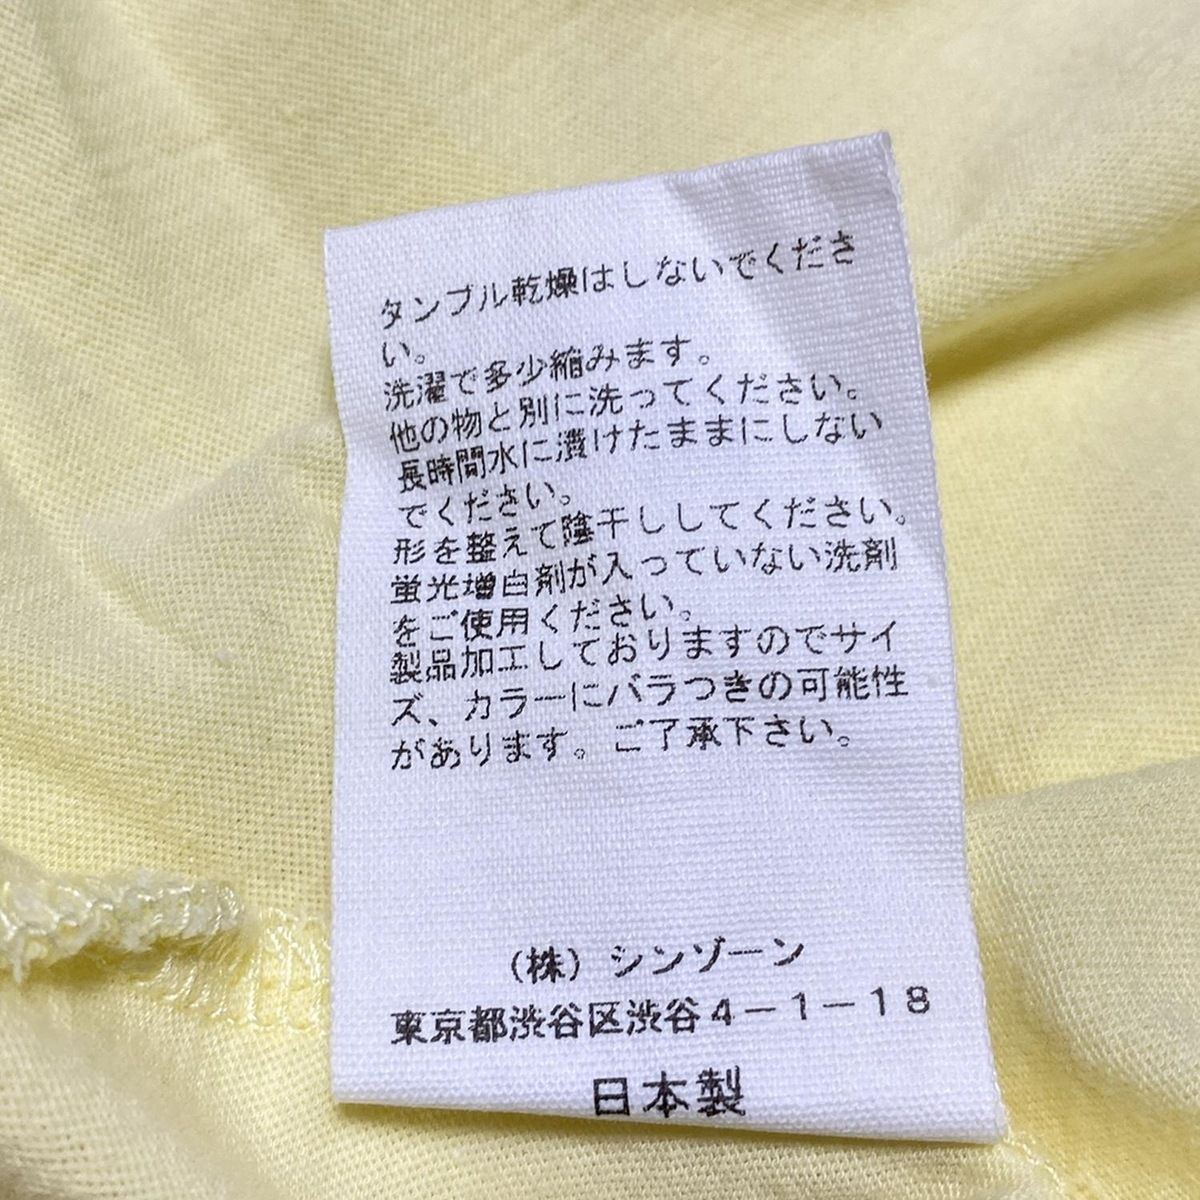 タンブル乾燥はしないでくださ
い。
洗濯で多少縮みます。
他の物と別に洗ってください。
長時間水に漬けたままにしない
でください。
形を整えて陰干ししてください。
蛍光増白剤が入っていない洗剤
をご使用ください。
製品加工しておりますのでサイ
ズ、カラーにバラつきの可能性
があります。ご了承下さい。
（株）シンゾーン
東京都渋谷区渋谷４－１－１８
日本製